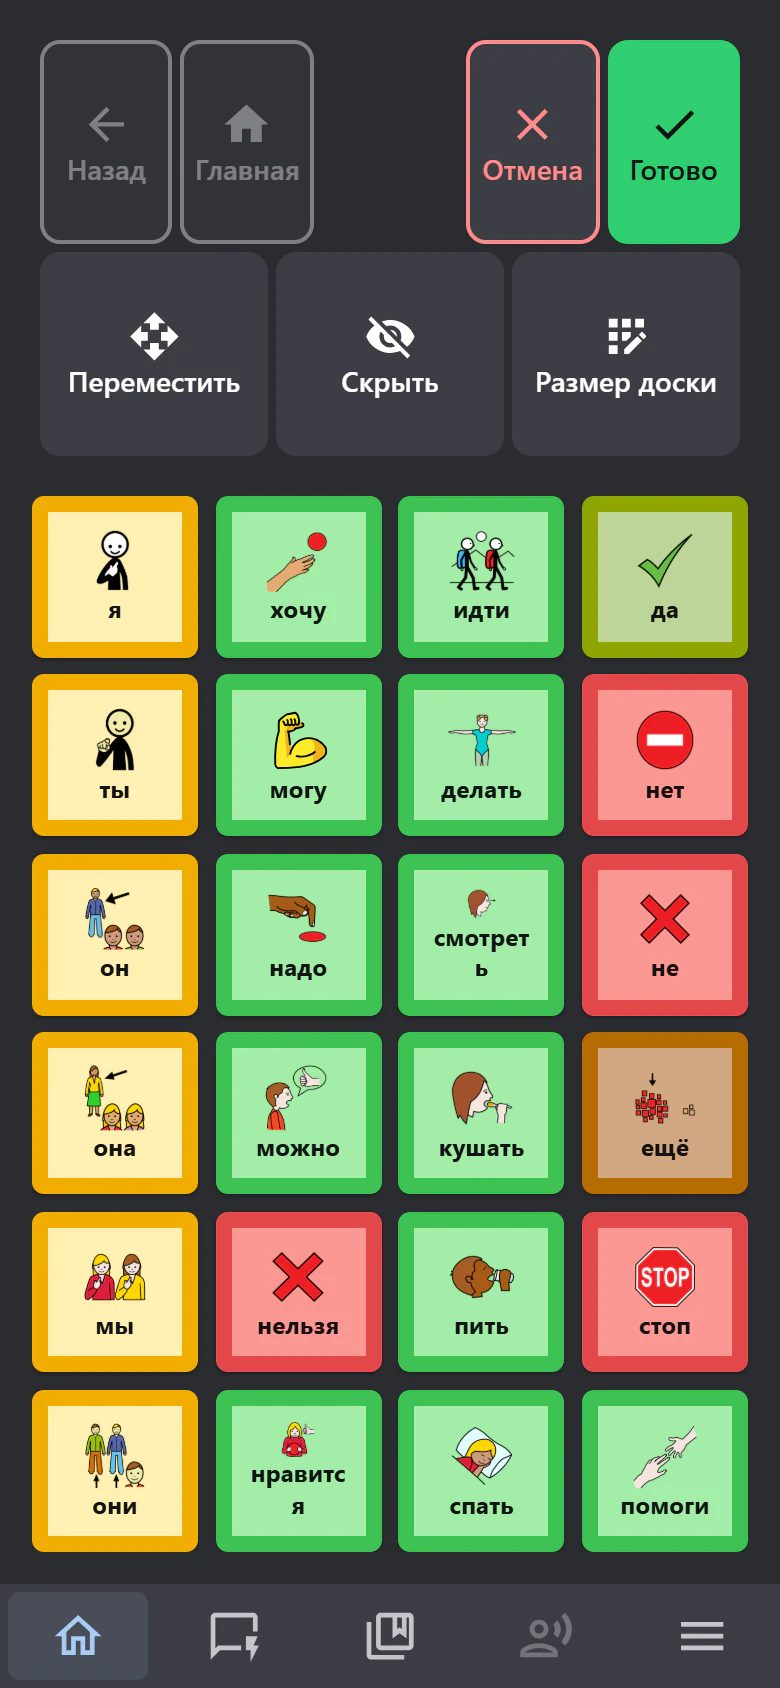 Назад Главная Отмена Готово
Переместить Скрыть Размер доски
я хочу идти да
ты могу делать нет
он надо смотрет
ь не
она можно кушать ещё
мы нельзя пить STOP
стоп
они нравитс
я спать помоги